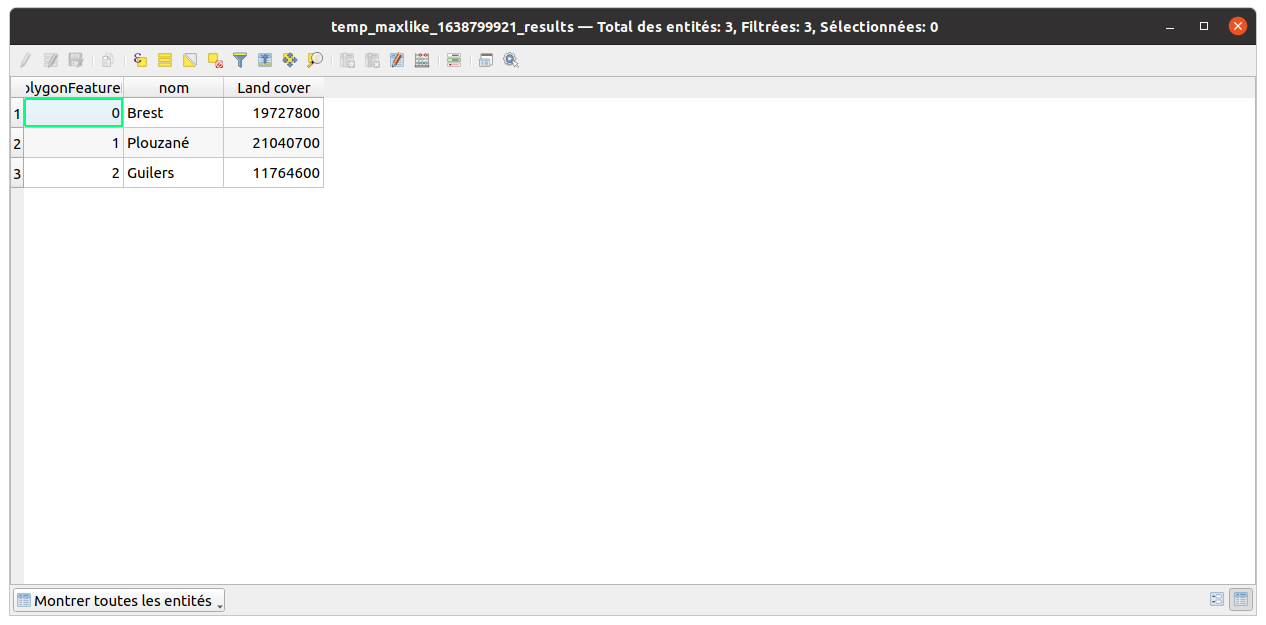 temp_maxlike_1638799921_results — Total des entités: 3, Filtrées: 3, Sélectionnées: 0
olygonFeature nom Land cover
1 0 Brest 19727800
2 1 Plouzané 21040700
3 2 Guilers 11764600
Montrer toutes les entités